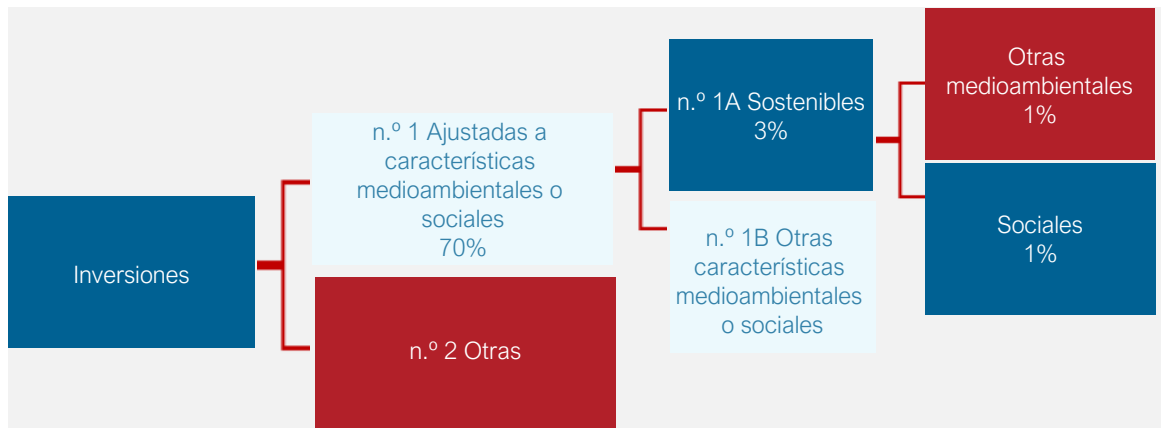 Inversiones
n.º 1 Ajustadas a
características
medioambientales o
sociales
70%
n.º 2 Otras
n.º 1A Sostenibles
3%
n.º 1B Otras
características
medioambientales
o sociales
Otras
medioambientales
1%
Sociales
1%